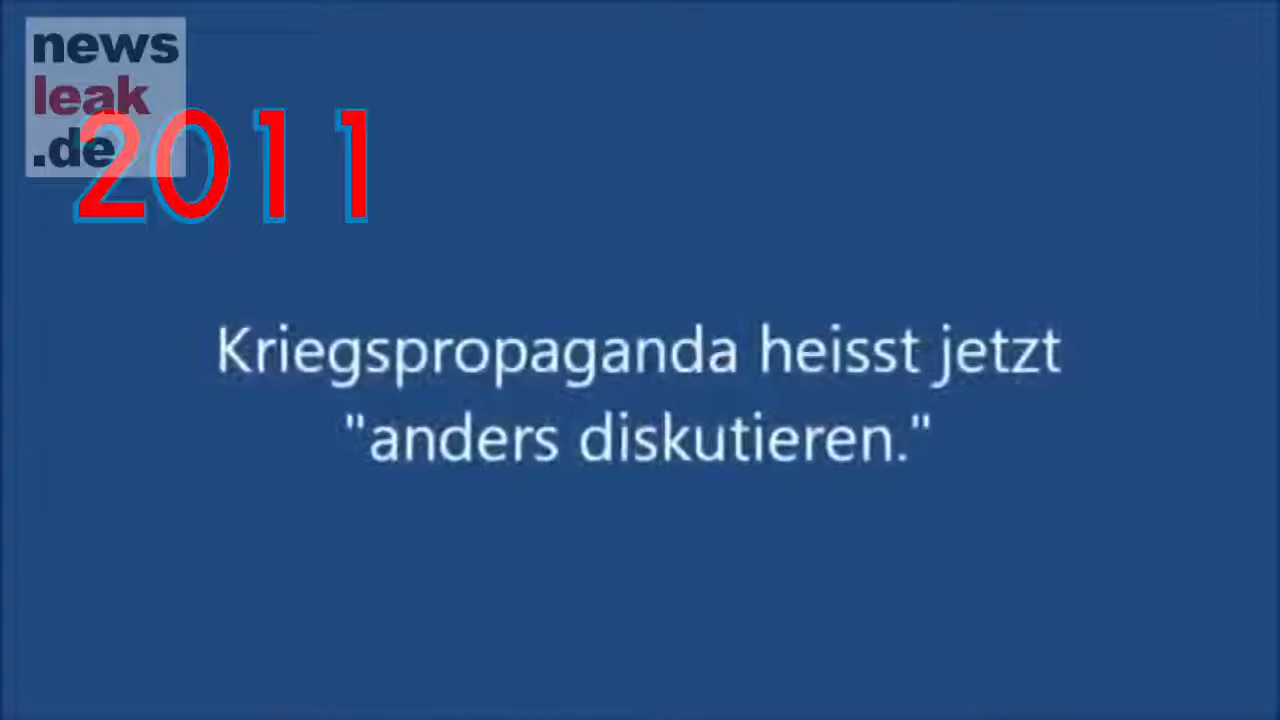 news
leak
.de
2011
Kriegspropaganda heisst jetzt
"anders diskutieren."